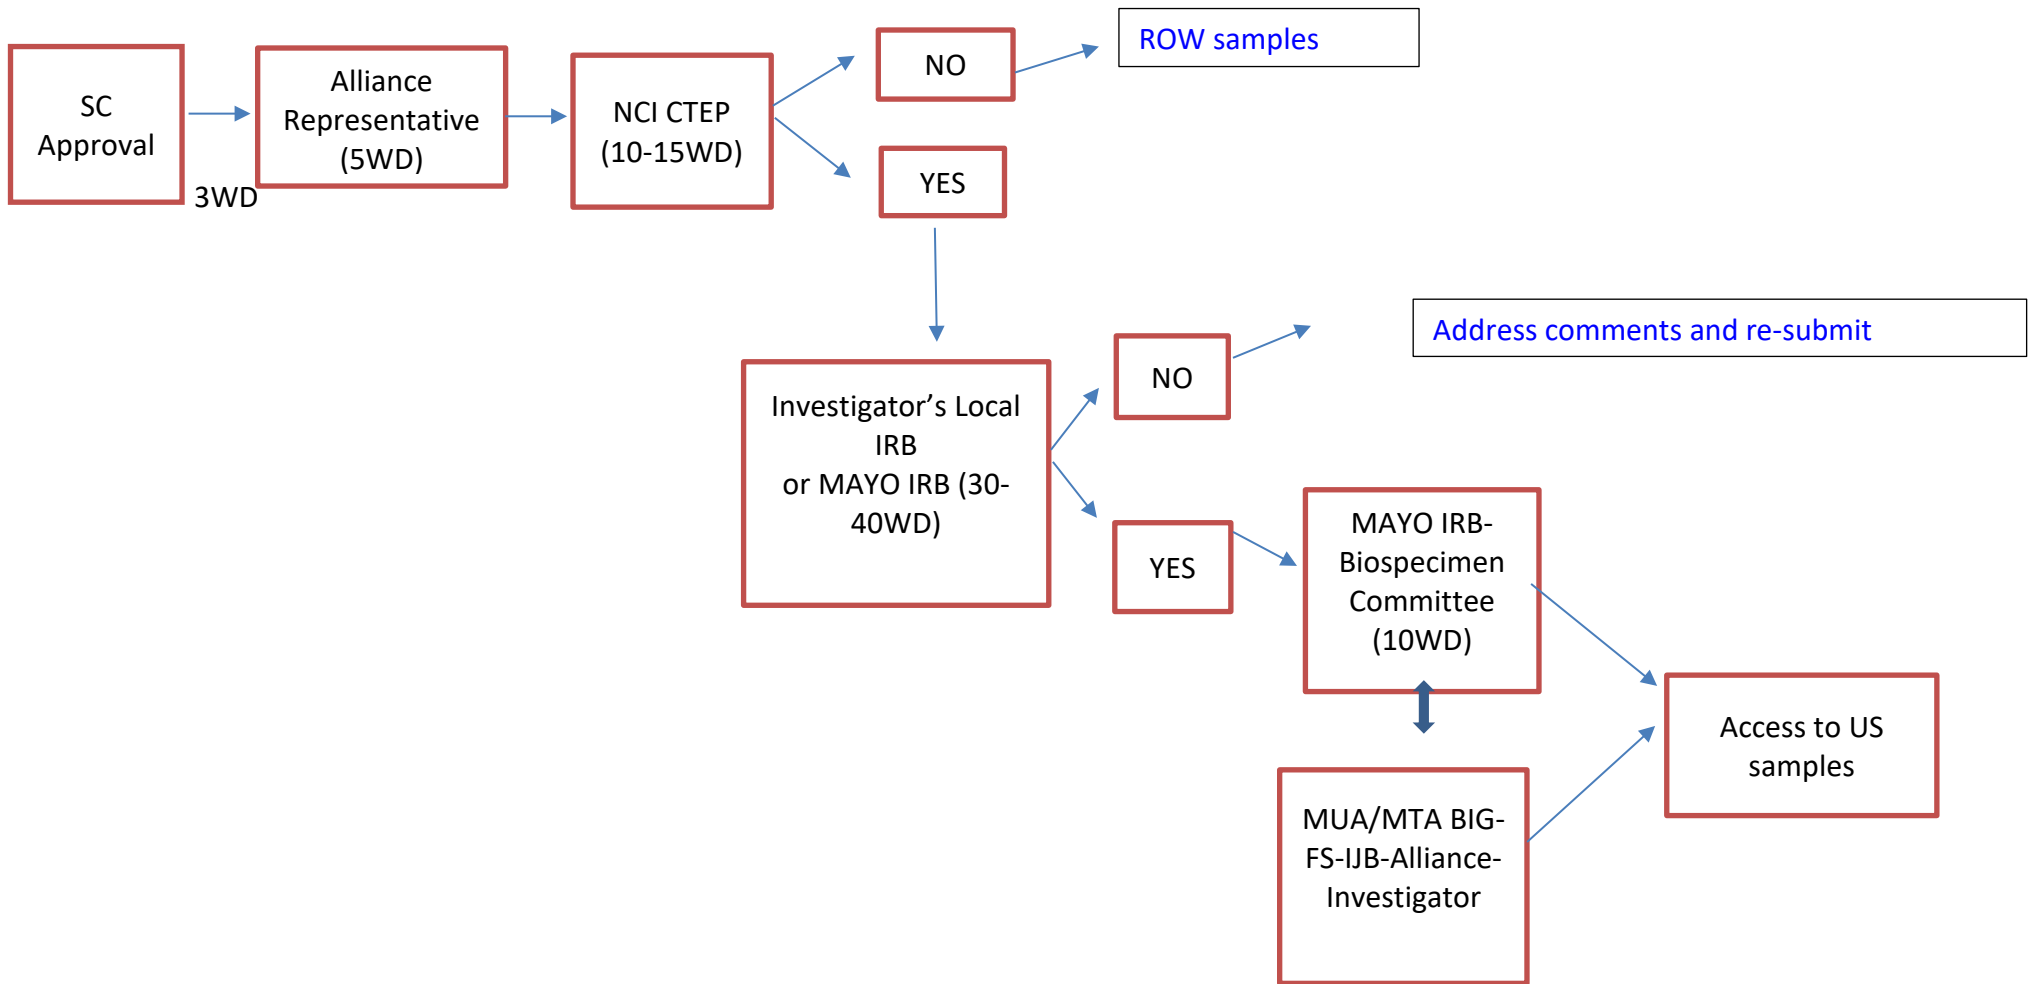 SC
Approval
3WD
Alliance
Representative
(5WD)
NCI CTEP
(10-15WD)
NO
ROW samples
YES
Investigator’s Local
IRB
or MAYO IRB (30-
40WD)
NO
Address comments and re-submit
YES
MAYO IRB-
Biospecimen
Committee
(10WD)
MUA/MTA BIG-
FS-IJB-Alliance-
Investigator
Access to US
samples